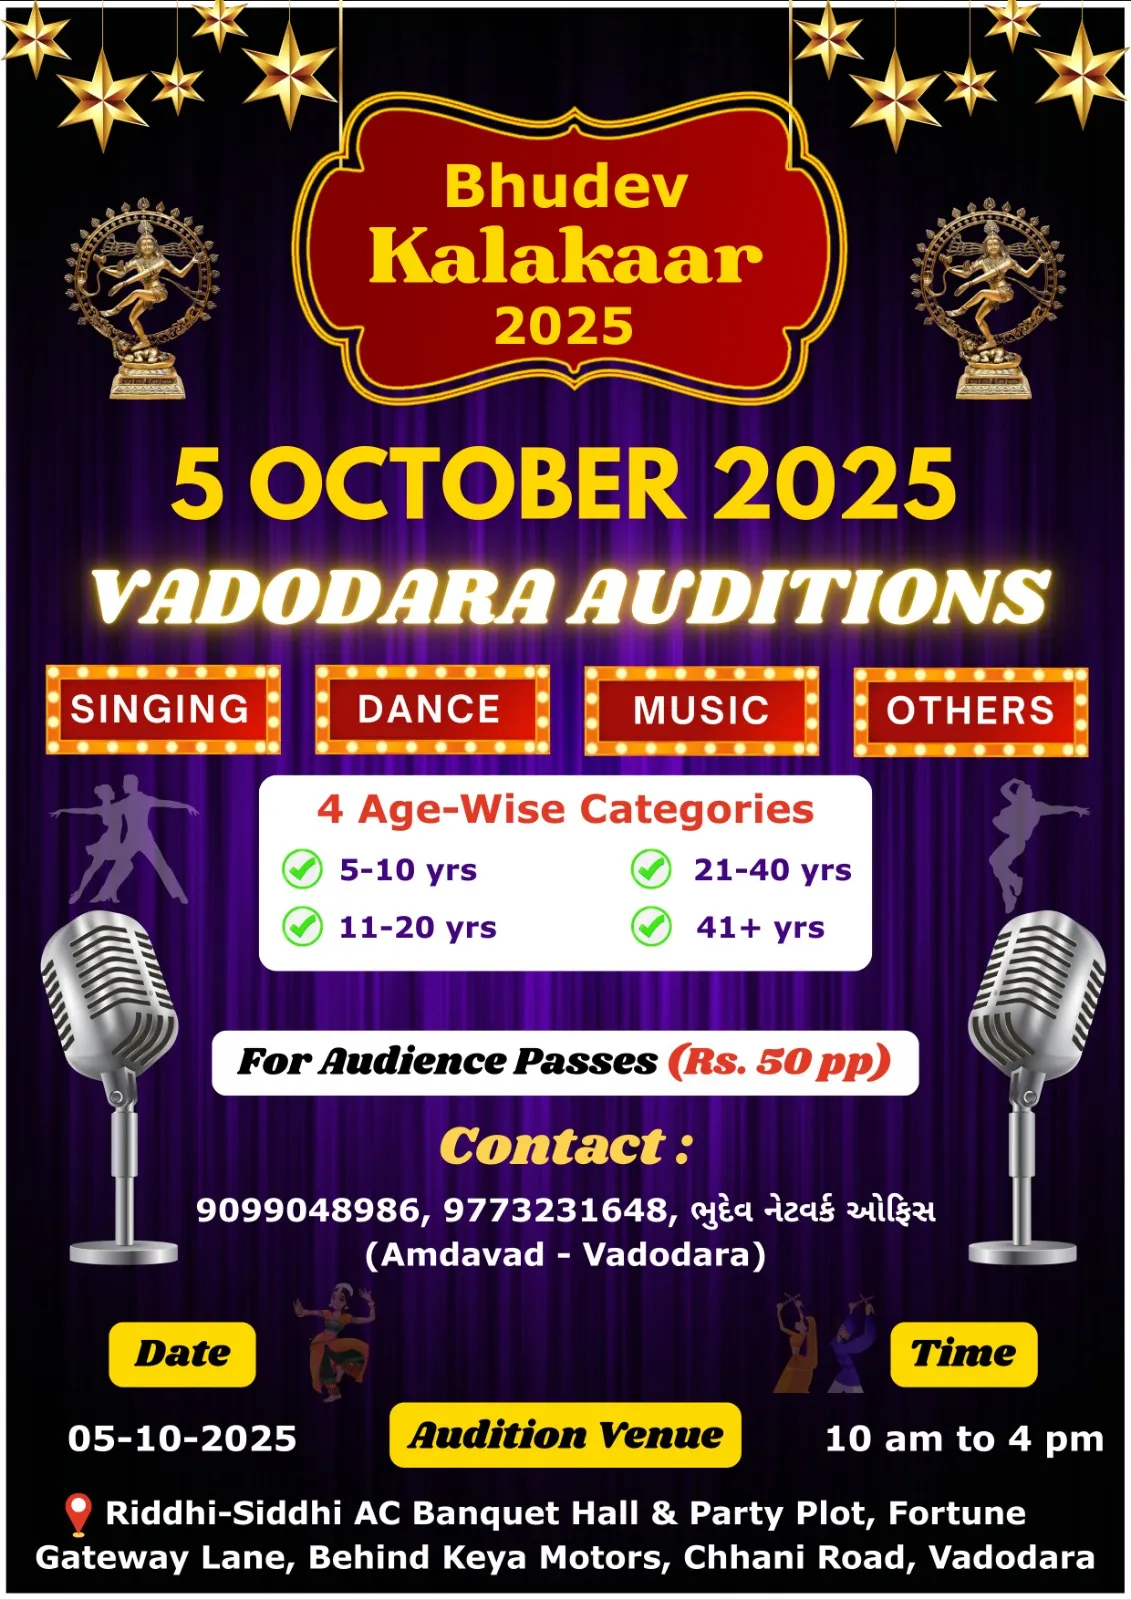 Bhudev
Kalakaar
2025
5 OCTOBER 2025
VADODARA AUDITIONS
SINGING
DANCE
MUSIC
OTHERS
4 Age-Wise Categories
5-10 yrs
21-40 yrs
11-20 yrs
41+ yrs
For Audience Passes (Rs. 50 pp)
Contact :
9099048986, 9773231648, ભુદેવ નેટવર્ક ઓફિસ
(Amdavad - Vadodara)
Date
Time
05-10-2025
Audition Venue
10 am to 4 pm
Riddhi-Siddhi AC Banquet Hall & Party Plot, Fortune
Gateway Lane, Behind Keya Motors, Chhani Road, Vadodara